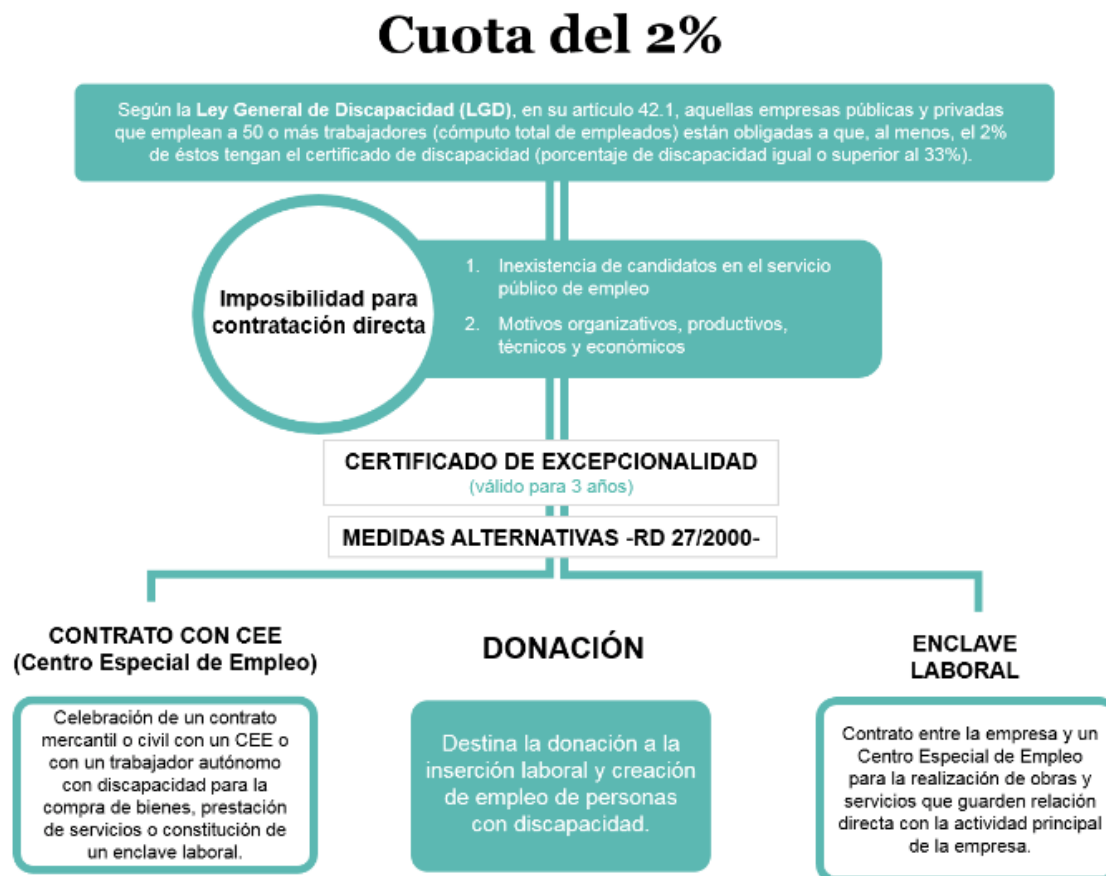 Cuota del 2%
Según la Ley General de Discapacidad (LGD), en su artículo 42.1, aquellas empresas públicas y privadas
que emplean a 50 o más trabajadores (cómputo total de empleados) están obligadas a que, al menos, el 2%
de éstos tengan el certificado de discapacidad (porcentaje de discapacidad igual o superior al 33%).
Imposibilidad para
contratación directa
1. Inexistencia de candidatos en el servicio
público de empleo
2. Motivos organizativos, productivos,
técnicos y económicos
CERTIFICADO DE EXCEPCIONALIDAD
(válido para 3 años)
MEDIDAS ALTERNATIVAS -RD 27/2000-
CONTRATO CON CEE
(Centro Especial de Empleo)
Celebración de un contrato
mercantil o civil con un CEE o
con un trabajador autónomo
con discapacidad para la
compra de bienes, prestación
de servicios o constitución de
un enclave laboral.
DONACIÓN
Destina la donación a la
inserción laboral y creación
de empleo de personas
con discapacidad.
ENCLAVE
LABORAL
Contrato entre la empresa y un
Centro Especial de Empleo
para la realización de obras y
servicios que guarden relación
directa con la actividad principal
de la empresa.